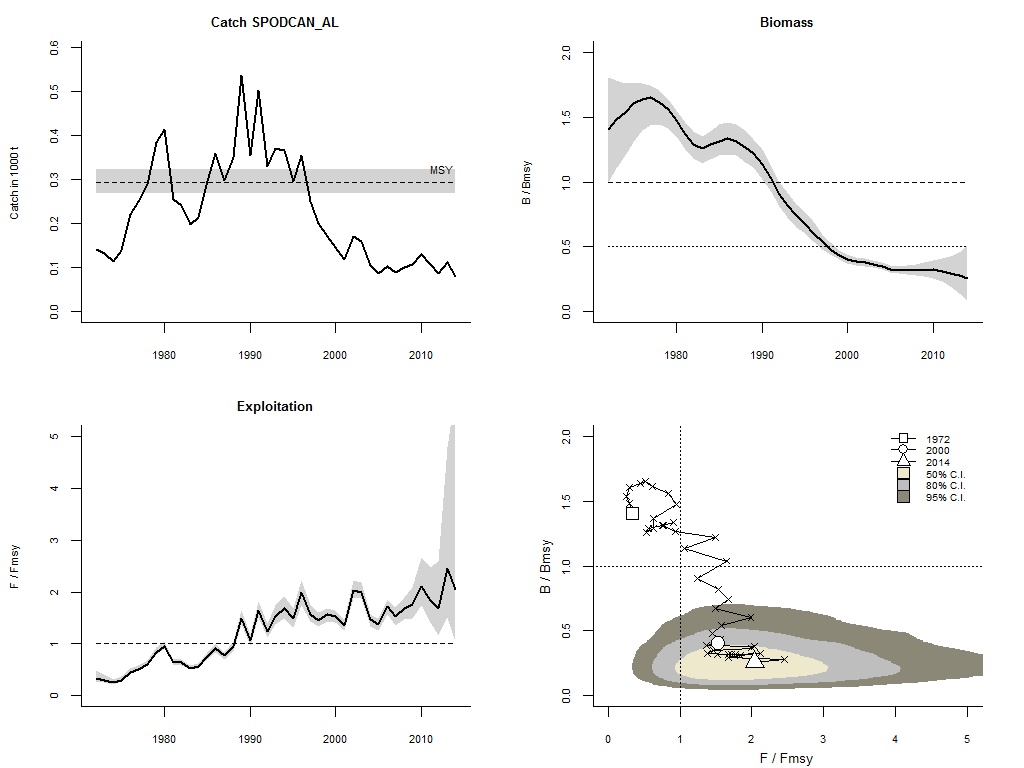 Catch SPODCAN_AL
Catch in 1000 t
0.0 0.1 0.2 0.3 0.4 0.5 0.6
MSY
1980 1990 2000 2010
Biomass
B / Bmsy
0.0 0.5 1.0 1.5 2.0
1980 1990 2000 2010
Exploitation
F / Fmsy
0 1 2 3 4 5
1980 1990 2000 2010
B / Bmsy
0.0 0.5 1.0 1.5 2.0
1972
2000
2014
50% C.I.
80% C.I.
95% C.I.
0 1 2 3 4 5
F / Fmsy